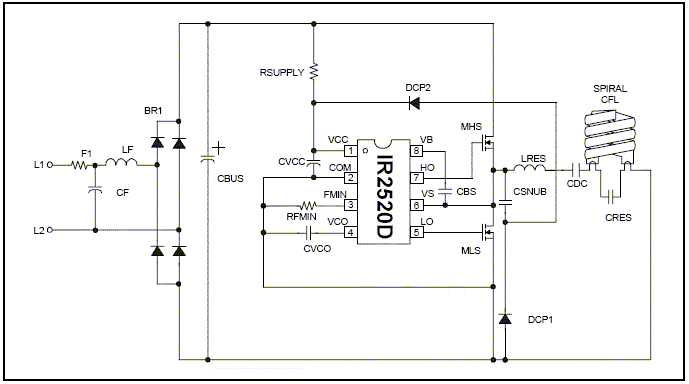 RSUPPLY
DCP2
SPIRAL
CFL
BR1
MHS
F1
LF
VCC
VB
LRES
L1
1
8
CVCC
COM
HO
CDC
CBUS
2
7
CF
IR2520D
CBS
CSNUB
FMIN
VS
3
6
RFMIN
CRES
VCO
LO
L2
4
5
CVCO
MLS
DCP1